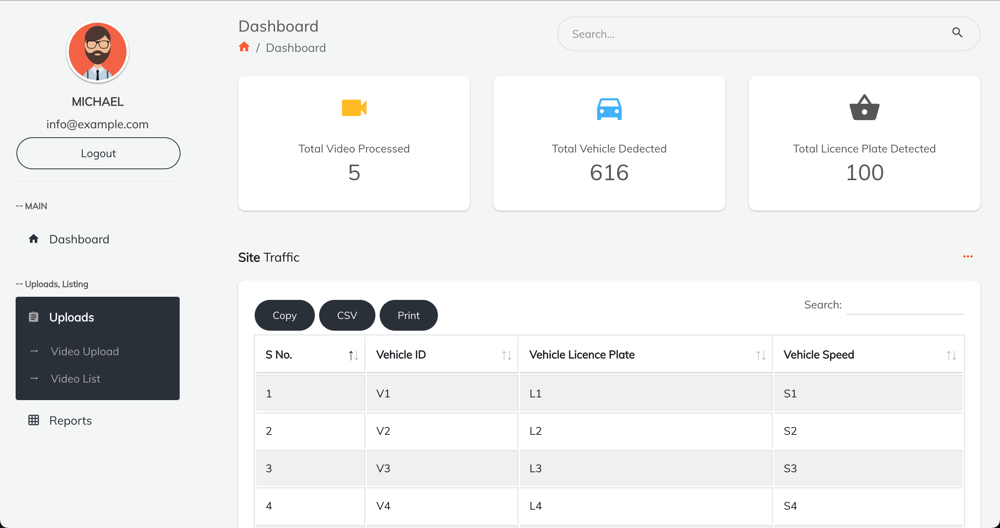 MICHAEL
info@example.com
Logout
-- MAIN
Dashboard
-- Uploads, Listing
Uploads
Video Upload
Video List
Reports
Dashboard
/ Dashboard
Search...
Total Video Processed
5
Total Vehicle Dedected
616
Total Licence Plate Detected
100
Site Traffic
Copy CSV Print
Search:
S No. Vehicle ID Vehicle Licence Plate Vehicle Speed
1 V1 L1 S1
2 V2 L2 S2
3 V3 L3 S3
4 V4 L4 S4